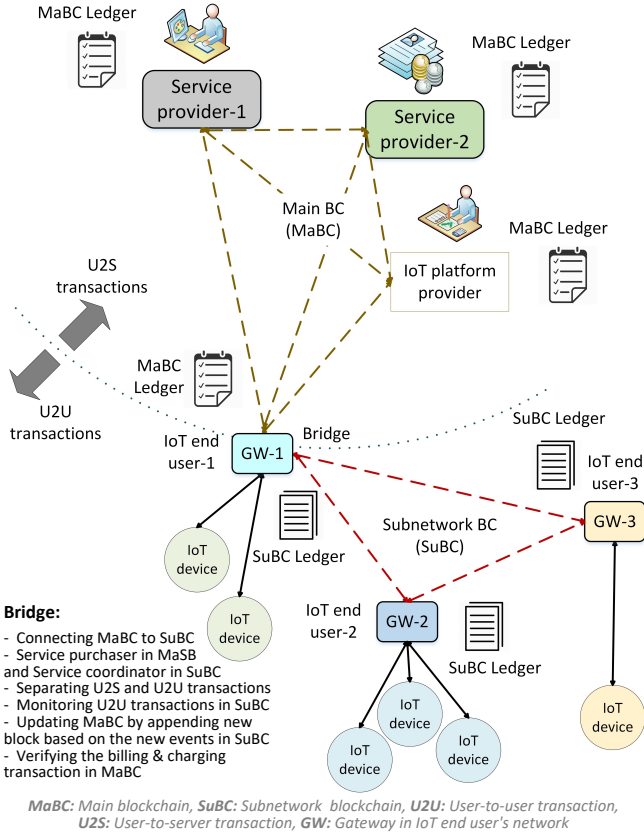 MaBC Ledger
Service
provider-1
MaBC Ledger
Service
provider-2
Main BC
(MaBC)
MaBC Ledger
IoT platform
provider
U2S
transactions
U2U
transactions
MaBC
Ledger
IoT end
user-1
GW-1
Bridge
SuBC Ledger
IoT end
user-3
GW-3
Subnetwork BC
(SuBC)
SuBC Ledger
IoT
device
IoT
device
IoT end
user-2
GW-2
SuBC Ledger
IoT
device
IoT
device
IoT
device
IoT
device
Bridge:
- Connecting MaBC to SuBC
- Service purchaser in MaSB
and Service coordinator in SuBC
- Separating U2S and U2U transactions
- Monitoring U2U transactions in SuBC
- Updating MaBC by appending new
block based on the new events in SuBC
- Verifying the billing & charging
transaction in MaBC
MaBC: Main blockchain, SuBC: Subnetwork blockchain, U2U: User-to-user transaction,
U2S: User-to-server transaction, GW: Gateway in IoT end user's network